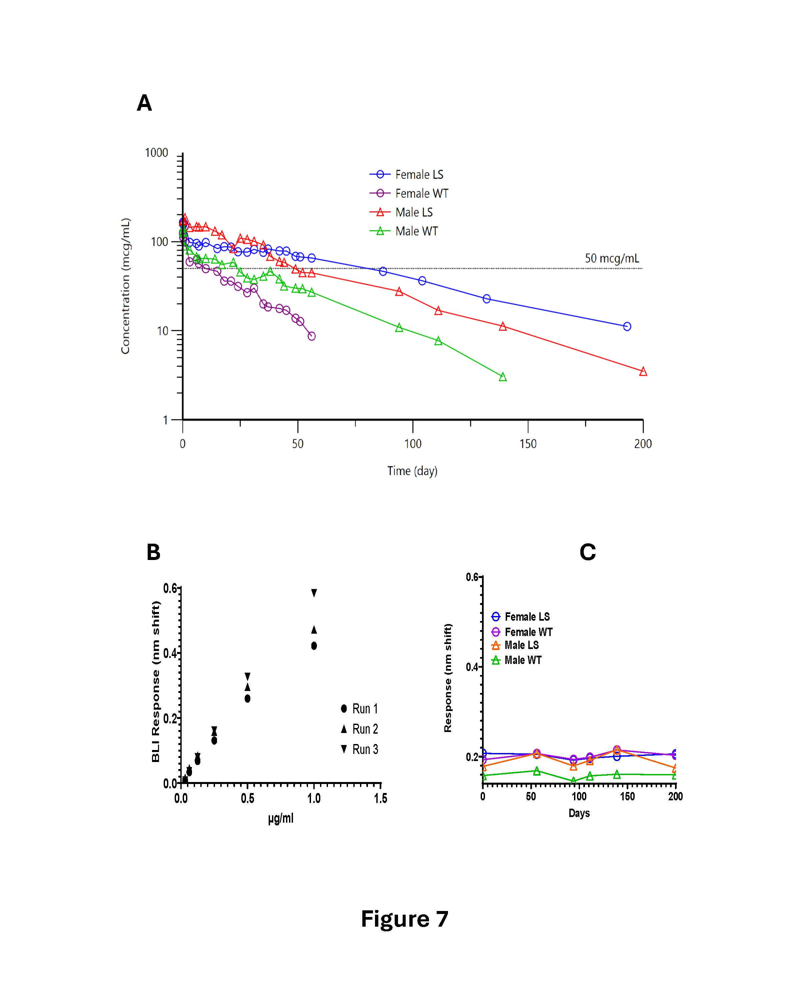 A
1000
100
10
1
Concentration (mcg/mL)
Female LS
Female WT
Male LS
Male WT
50 mcg/mL
0
50
100
150
200
Time (day)
B
0.6
0.4
0.2
0.0
BLI Response (nm shift)
Run 1
Run 2
Run 3
0.0
0.5
1.0
1.5
µg/ml
C
0.6
0.4
0.2
Response (nm shift)
Female LS
Female WT
Male LS
Male WT
0
50
100
150
200
Days
Figure 7